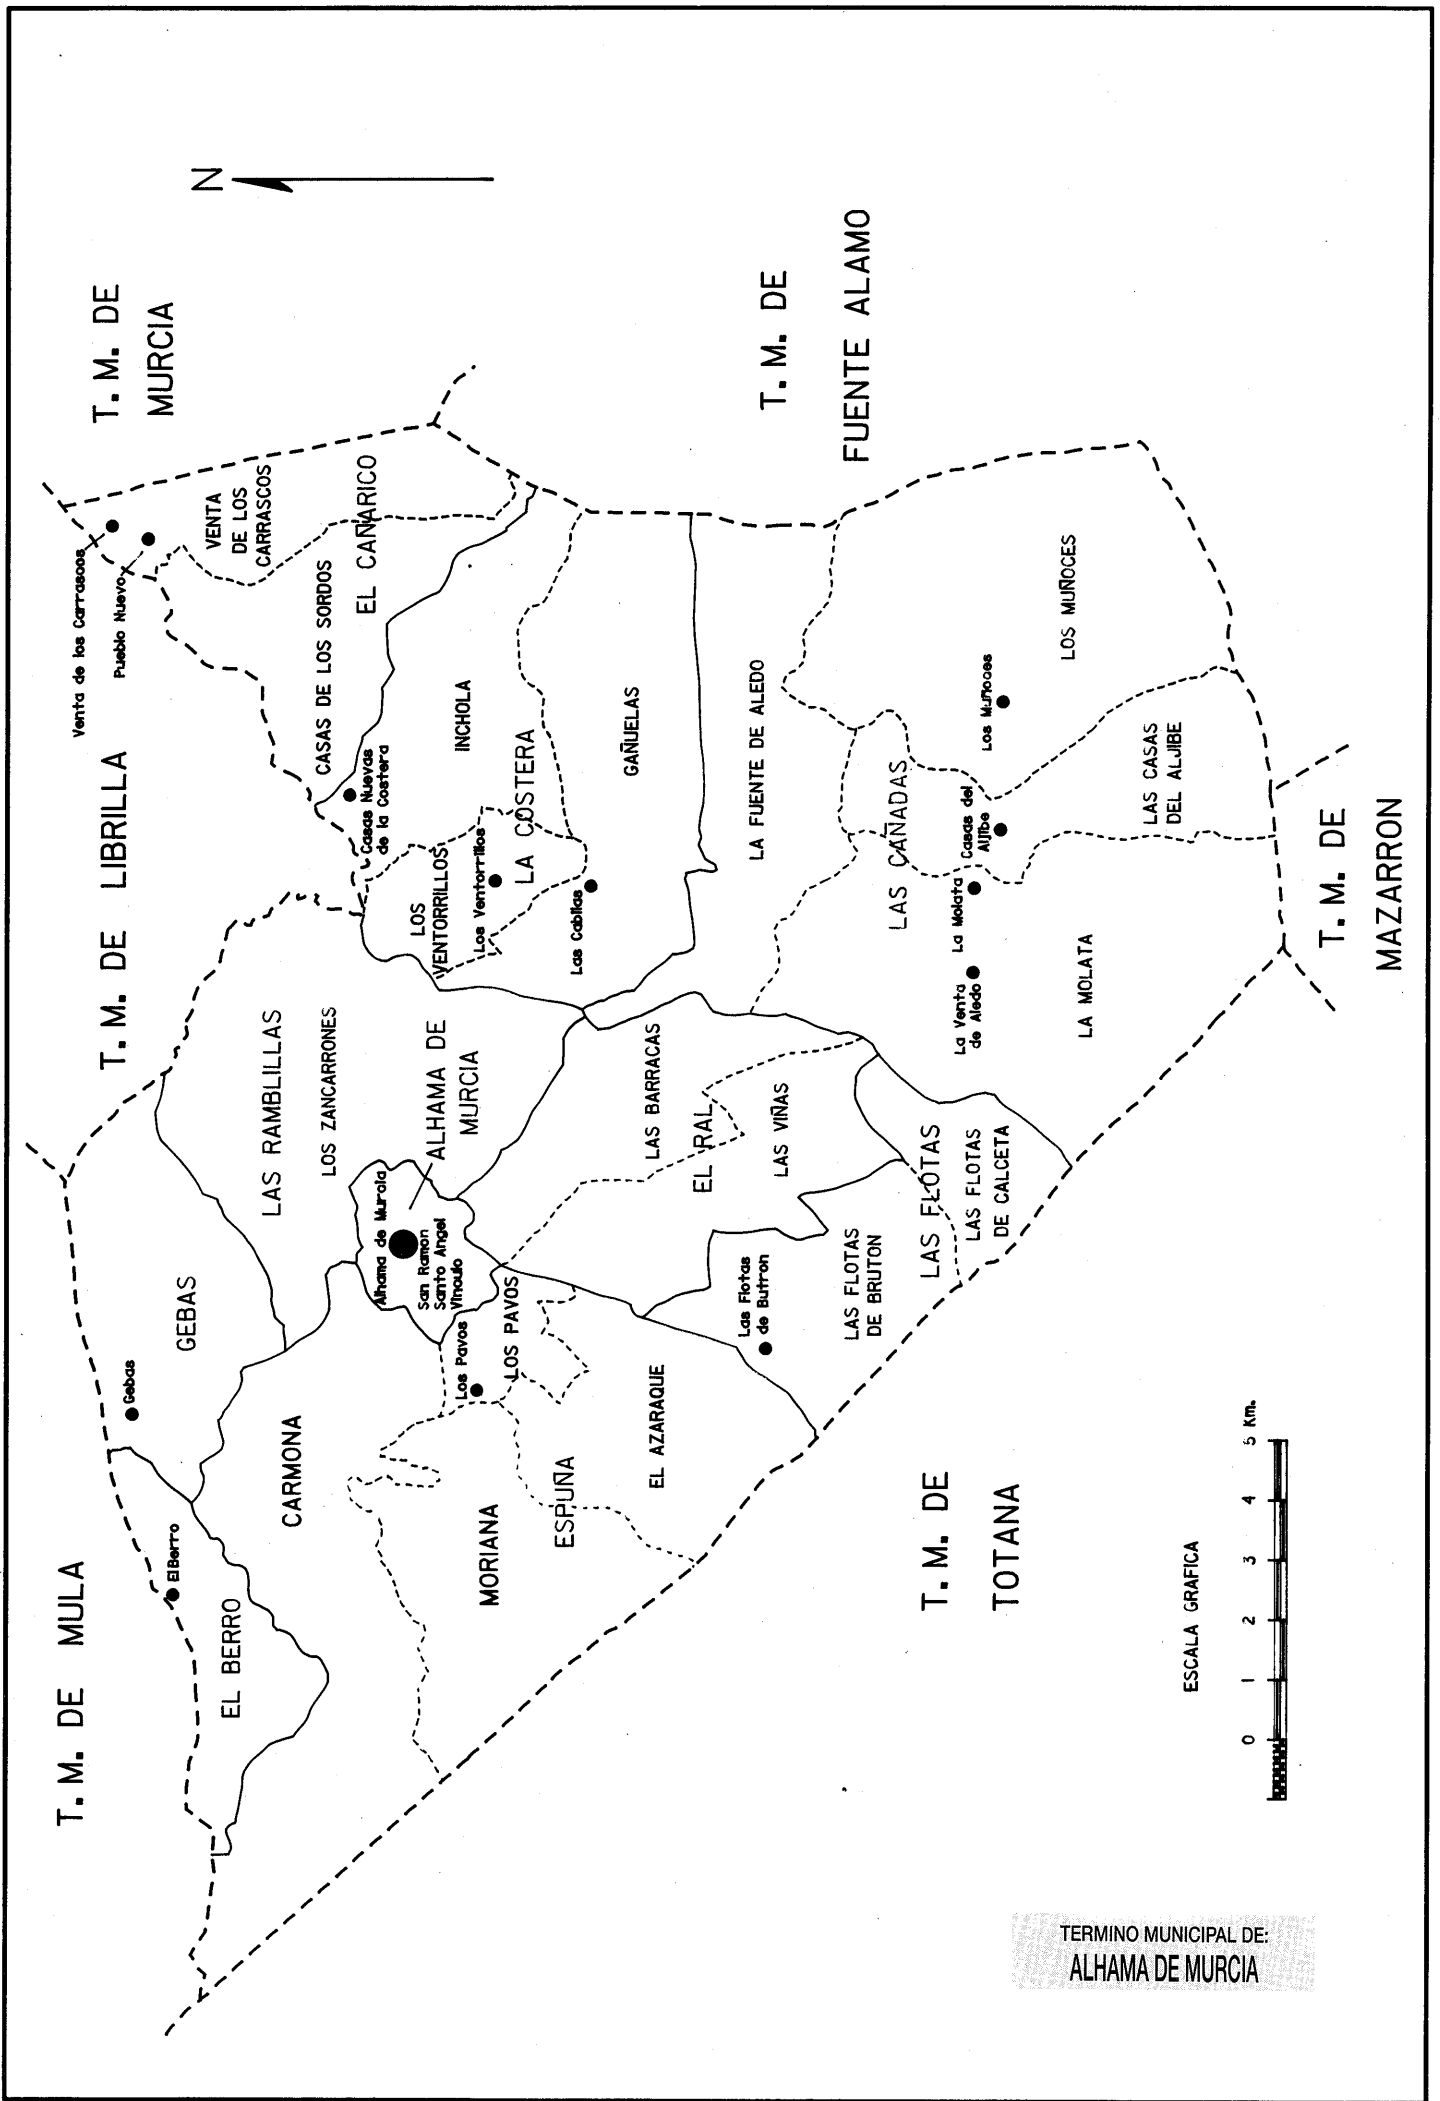 N
T. M. DE
MURCIA
T. M. DE LIBRILLA
T. M. DE MULA
T. M. DE
FUENTE ALAMO
T. M. DE
MAZARRON
T. M. DE
TOTANA
Venta de los Carrascos
Pueblo Nuevo
VENTA
DE LOS
CARRASCOS
EL CAÑARICO
CASAS DE LOS SORDOS
Casas Nuevas
de la Costera
INCHOLA
LA COSTERA
LOS
VENTORRILLOS
Los Ventorrillos
Las Cabilas
GAÑUELAS
LA FUENTE DE ALEDO
LAS CAÑADAS
LOS MUÑOCES
Los Muñoces
LAS CASAS
DEL ALJIBE
Casas del
Aljibe
La Molata
La Venta
de Aledo
LA MOLATA
LAS RAMBLILLAS
LOS ZANCARRONES
ALHAMA DE
MURCIA
Alhama de Murcia
San Ramon
Santo Angel
Vinculo
GEBAS
Gebas
El Berro
EL BERRO
CARMONA
MORIANA
ESPUÑA
Los Pavos
LOS PAVOS
EL AZARAQUE
LAS BARRACAS
EL RAL
LAS VIÑAS
LAS FLOTAS
LAS FLOTAS
DE CALCETA
LAS FLOTAS
DE BRUTON
Las Flotas
de Butron
ESCALA GRAFICA
0 1 2 3 4 5 Km.
TERMINO MUNICIPAL DE:
ALHAMA DE MURCIA